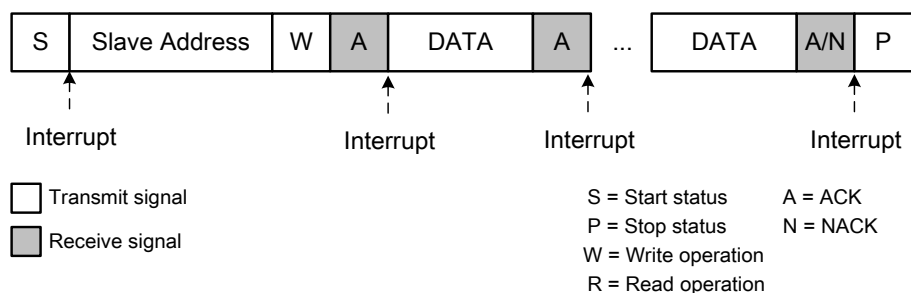 S Slave Address W A DATA A ... DATA A/N P
Interrupt Interrupt Interrupt Interrupt
Transmit signal
Receive signal
S = Start status A = ACK
P = Stop status N = NACK
W = Write operation
R = Read operation